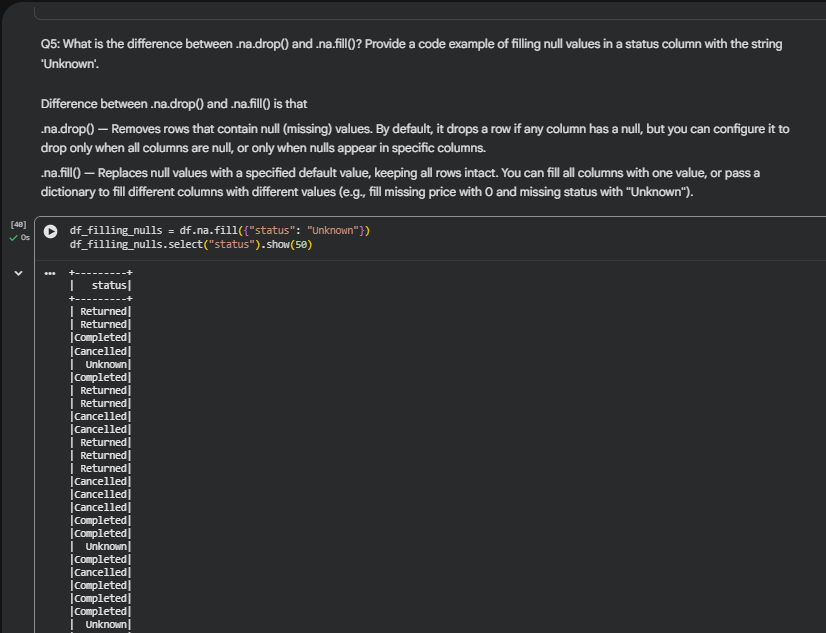 Q5: What is the difference between .na.drop() and .na.fill()? Provide a code example of filling null values in a status column with the string
'Unknown'.
Difference between .na.drop() and .na.fill() is that
.na.drop() — Removes rows that contain null (missing) values. By default, it drops a row if any column has a null, but you can configure it to
drop only when all columns are null, or only when nulls appear in specific columns.
.na.fill() — Replaces null values with a specified default value, keeping all rows intact. You can fill all columns with one value, or pass a
dictionary to fill different columns with different values (e.g., fill missing price with 0 and missing status with "Unknown").
[40]
0s
df_filling_nulls = df.na.fill({"status": "Unknown"})
df_filling_nulls.select("status").show(50)
+---------+
|   status|
+---------+
| Returned|
| Returned|
|Completed|
|Cancelled|
|  Unknown|
|Completed|
| Returned|
| Returned|
|Cancelled|
|Cancelled|
| Returned|
| Returned|
| Returned|
|Cancelled|
|Cancelled|
|Cancelled|
|Completed|
|Completed|
|  Unknown|
|Completed|
|Cancelled|
|Completed|
|Completed|
|Completed|
|  Unknown|